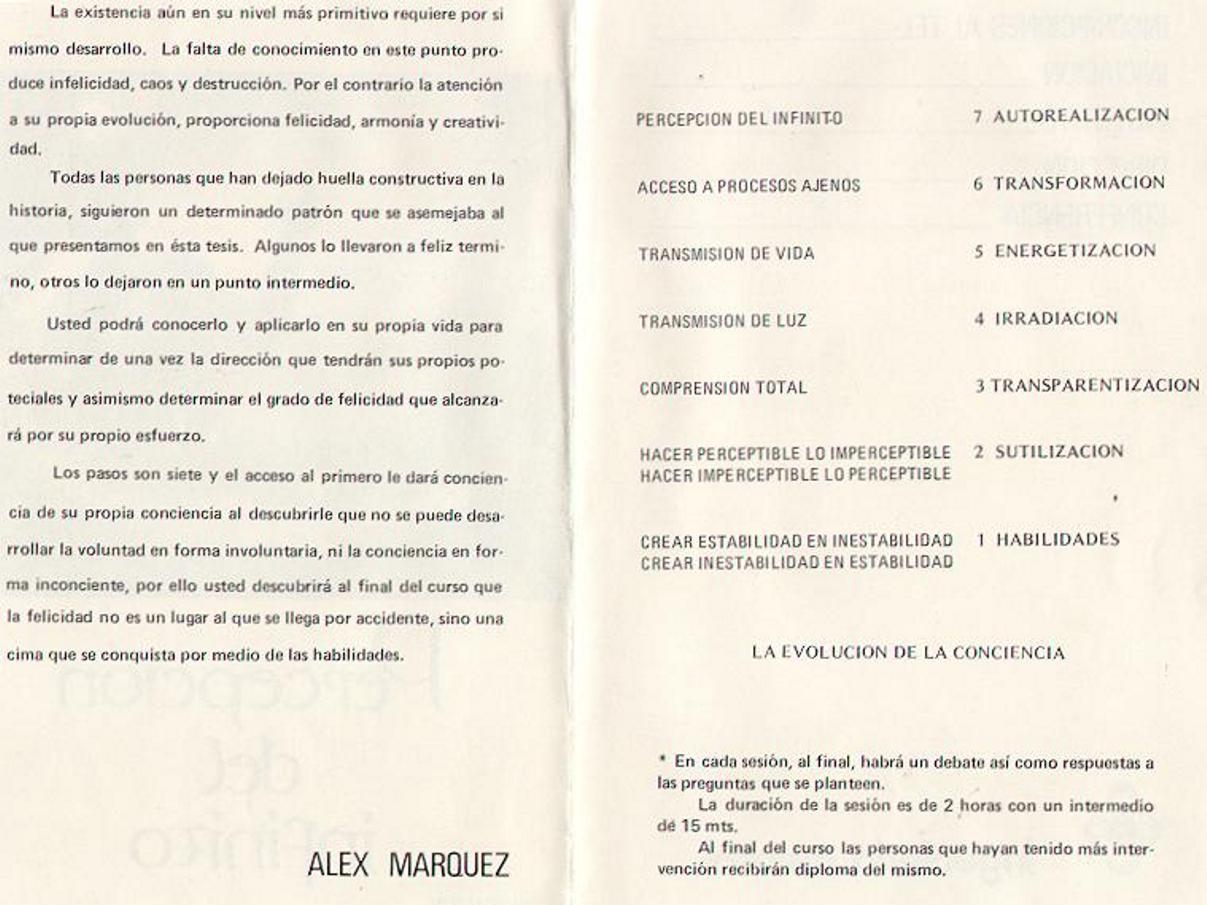 La existencia aún en su nivel más primitivo requiere por si
mismo desarrollo. La falta de conocimiento en este punto pro-
duce infelicidad, caos y destrucción. Por el contrario la atención
a su propia evolución, proporciona felicidad, armonía y creativi-
dad.
Todas las personas que han dejado huella constructiva en la
historia, siguieron un determinado patrón que se asemejaba al
que presentamos en ésta tesis. Algunos lo llevaron a feliz termi-
no, otros lo dejaron en un punto intermedio.
Usted podrá conocerlo y aplicarlo en su propia vida para
determinar de una vez la dirección que tendrán sus propios po-
teciales y asimismo determinar el grado de felicidad que alcanza-
rá por su propio esfuerzo.
Los pasos son siete y el acceso al primero le dará concien-
cia de su propia conciencia al descubrirle que no se puede desa-
rrollar la voluntad en forma involuntaria, ni la conciencia en for-
ma inconciente, por ello usted descubrirá al final del curso que
la felicidad no es un lugar al que se llega por accidente, sino una
cima que se conquista por medio de las habilidades.
ALEX MARQUEZ
PERCEPCION DEL INFINITO 7 AUTOREALIZACION
ACCESO A PROCESOS AJENOS 6 TRANSFORMACION
TRANSMISION DE VIDA 5 ENERGETIZACION
TRANSMISION DE LUZ 4 IRRADIACION
COMPRENSION TOTAL 3 TRANSPARENTIZACION
HACER PERCEPTIBLE LO IMPERCEPTIBLE 2 SUTILIZACION
HACER IMPERCEPTIBLE LO PERCEPTIBLE
CREAR ESTABILIDAD EN INESTABILIDAD 1 HABILIDADES
CREAR INESTABILIDAD EN ESTABILIDAD
LA EVOLUCION DE LA CONCIENCIA
* En cada sesión, al final, habrá un debate así como respuestas a
las preguntas que se planteen.
La duración de la sesión es de 2 horas con un intermedio
de 15 mts.
Al final del curso las personas que hayan tenido más inter-
vención recibirán diploma del mismo.